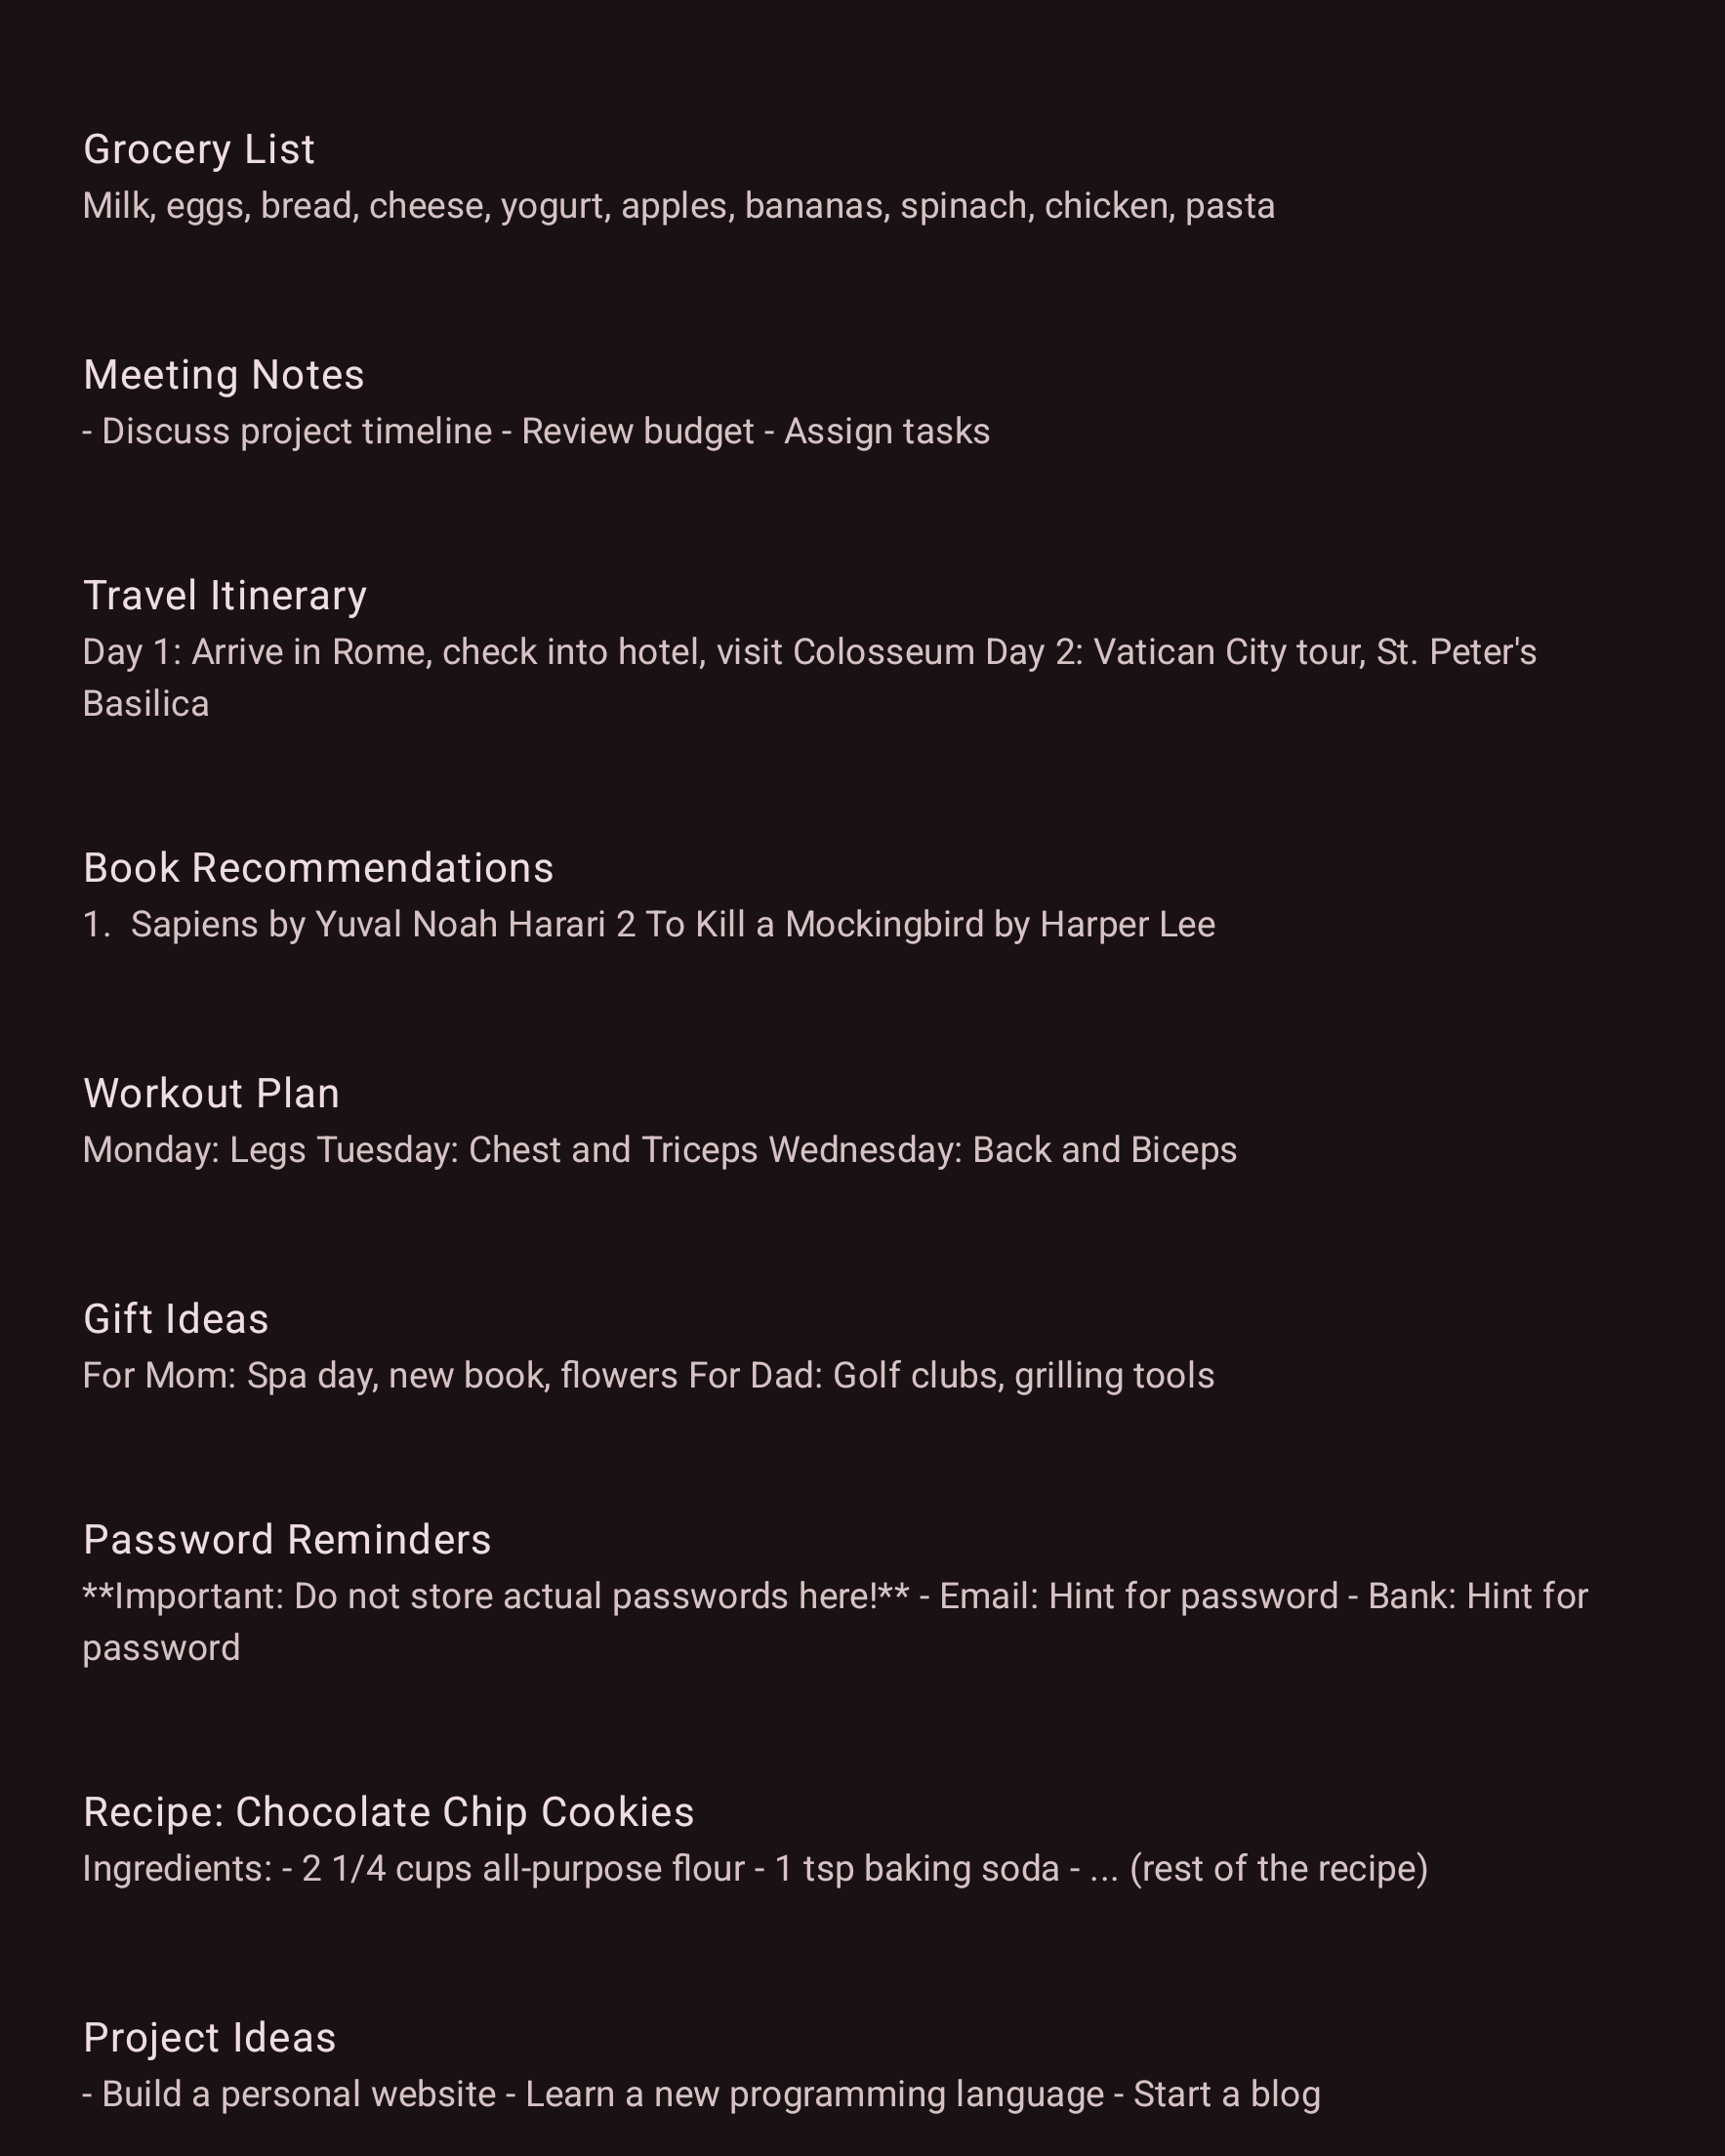 Grocery List
Milk, eggs, bread, cheese, yogurt, apples, bananas, spinach, chicken, pasta
Meeting Notes
- Discuss project timeline - Review budget - Assign tasks
Travel Itinerary
Day 1: Arrive in Rome, check into hotel, visit Colosseum Day 2: Vatican City tour, St. Peter's
Basilica
Book Recommendations
1.  Sapiens by Yuval Noah Harari 2 To Kill a Mockingbird by Harper Lee
Workout Plan
Monday: Legs Tuesday: Chest and Triceps Wednesday: Back and Biceps
Gift Ideas
For Mom: Spa day, new book, flowers For Dad: Golf clubs, grilling tools
Password Reminders
**Important: Do not store actual passwords here!** - Email: Hint for password - Bank: Hint for
password
Recipe: Chocolate Chip Cookies
Ingredients: - 2 1/4 cups all-purpose flour - 1 tsp baking soda - ... (rest of the recipe)
Project Ideas
- Build a personal website - Learn a new programming language - Start a blog